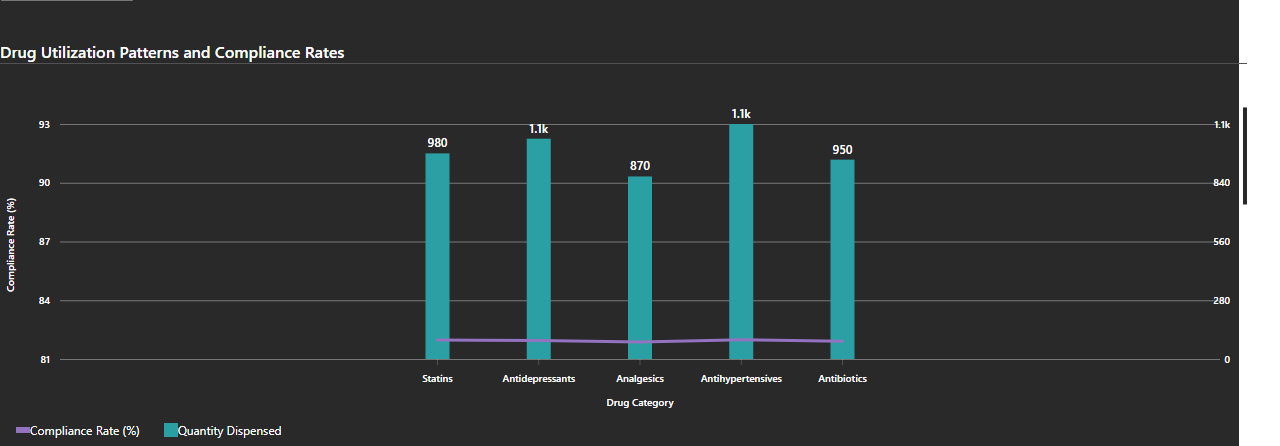 Drug Utilization Patterns and Compliance Rates
93
90
87
84
81
Compliance Rate (%)
980
1.1k
870
1.1k
950
1.1k
840
560
280
0
Statins
Antidepressants
Analgesics
Antihypertensives
Antibiotics
Drug Category
Compliance Rate (%)
Quantity Dispensed